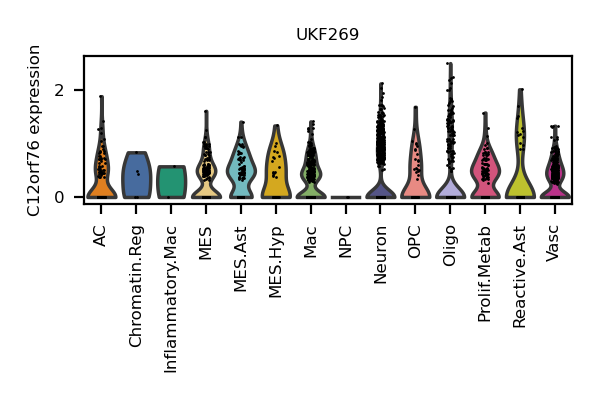 UKF269
C12orf76 expression
2
0
AC
Chromatin.Reg
Inflammatory.Mac
MES
MES.Ast
MES.Hyp
Mac
NPC
Neuron
OPC
Oligo
Prolif.Metab
Reactive.Ast
Vasc